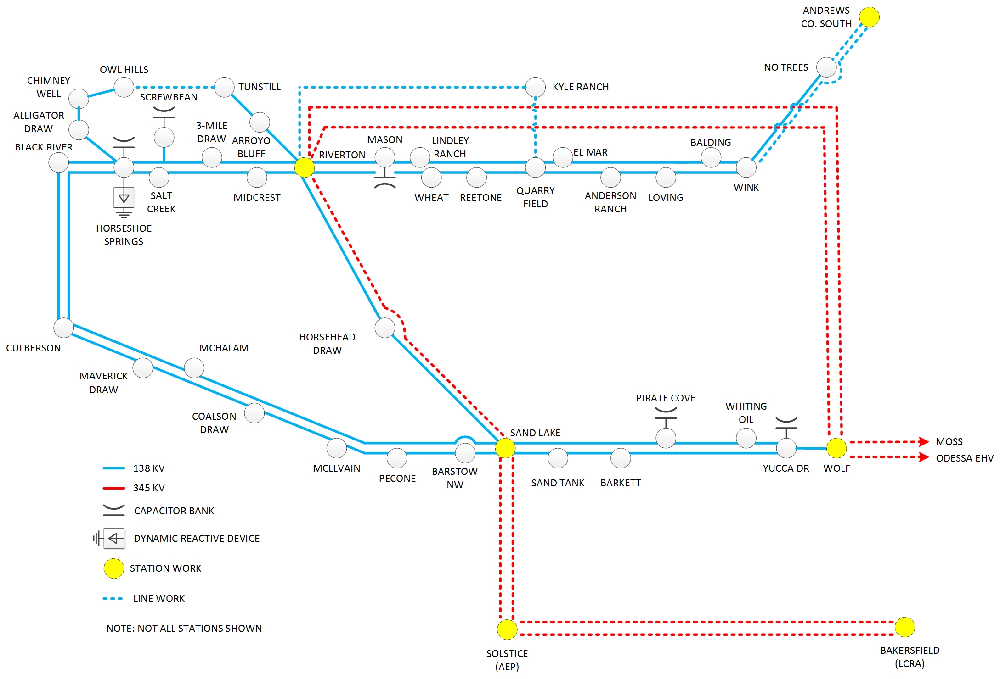 ANDREWS
CO. SOUTH
NO TREES
OWL HILLS
CHIMNEY
WELL
SCREWBEAN
TUNSTILL
KYLE RANCH
ALLIGATOR
DRAW
3-MILE
DRAW
ARROYO
BLUFF
BLACK RIVER
RIVERTON
MASON
LINDLEY
RANCH
EL MAR
BALDING
WINK
SALT
CREEK
MIDCREST
WHEAT
REETONE
QUARRY
FIELD
ANDERSON
RANCH
LOVING
HORSESHOE
SPRINGS
HORSEHEAD
DRAW
CULBERSON
MCHALAM
MAVERICK
DRAW
COALSON
DRAW
MCLLVAIN
PECONE
BARSTOW
NW
SAND LAKE
SAND TANK
BARKETT
PIRATE COVE
WHITING
OIL
YUCCA DR
WOLF
MOSS
ODESSA EHV
138 KV
345 KV
CAPACITOR BANK
DYNAMIC REACTIVE DEVICE
STATION WORK
LINE WORK
NOTE: NOT ALL STATIONS SHOWN
SOLSTICE
(AEP)
BAKERSFIELD
(LCRA)